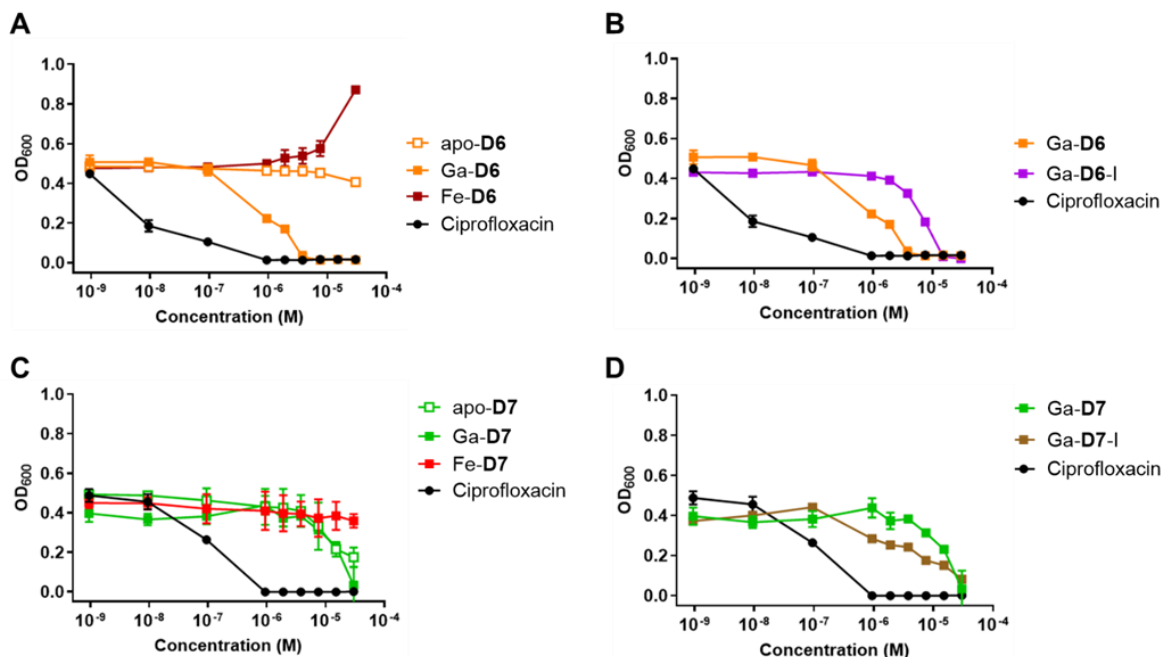 A
1.0
0.8
0.6
0.4
0.2
0.0
OD600
10-9
10-8
10-7
10-6
10-5
10-4
Concentration (M)
apo-D6
Ga-D6
Fe-D6
Ciprofloxacin
B
1.0
0.8
0.6
0.4
0.2
0.0
OD600
10-9
10-8
10-7
10-6
10-5
10-4
Concentration (M)
Ga-D6
Ga-D6-I
Ciprofloxacin
C
1.0
0.8
0.6
0.4
0.2
0.0
OD600
10-9
10-8
10-7
10-6
10-5
10-4
Concentration (M)
apo-D7
Ga-D7
Fe-D7
Ciprofloxacin
D
1.0
0.8
0.6
0.4
0.2
0.0
OD600
10-9
10-8
10-7
10-6
10-5
10-4
Concentration (M)
Ga-D7
Ga-D7-I
Ciprofloxacin